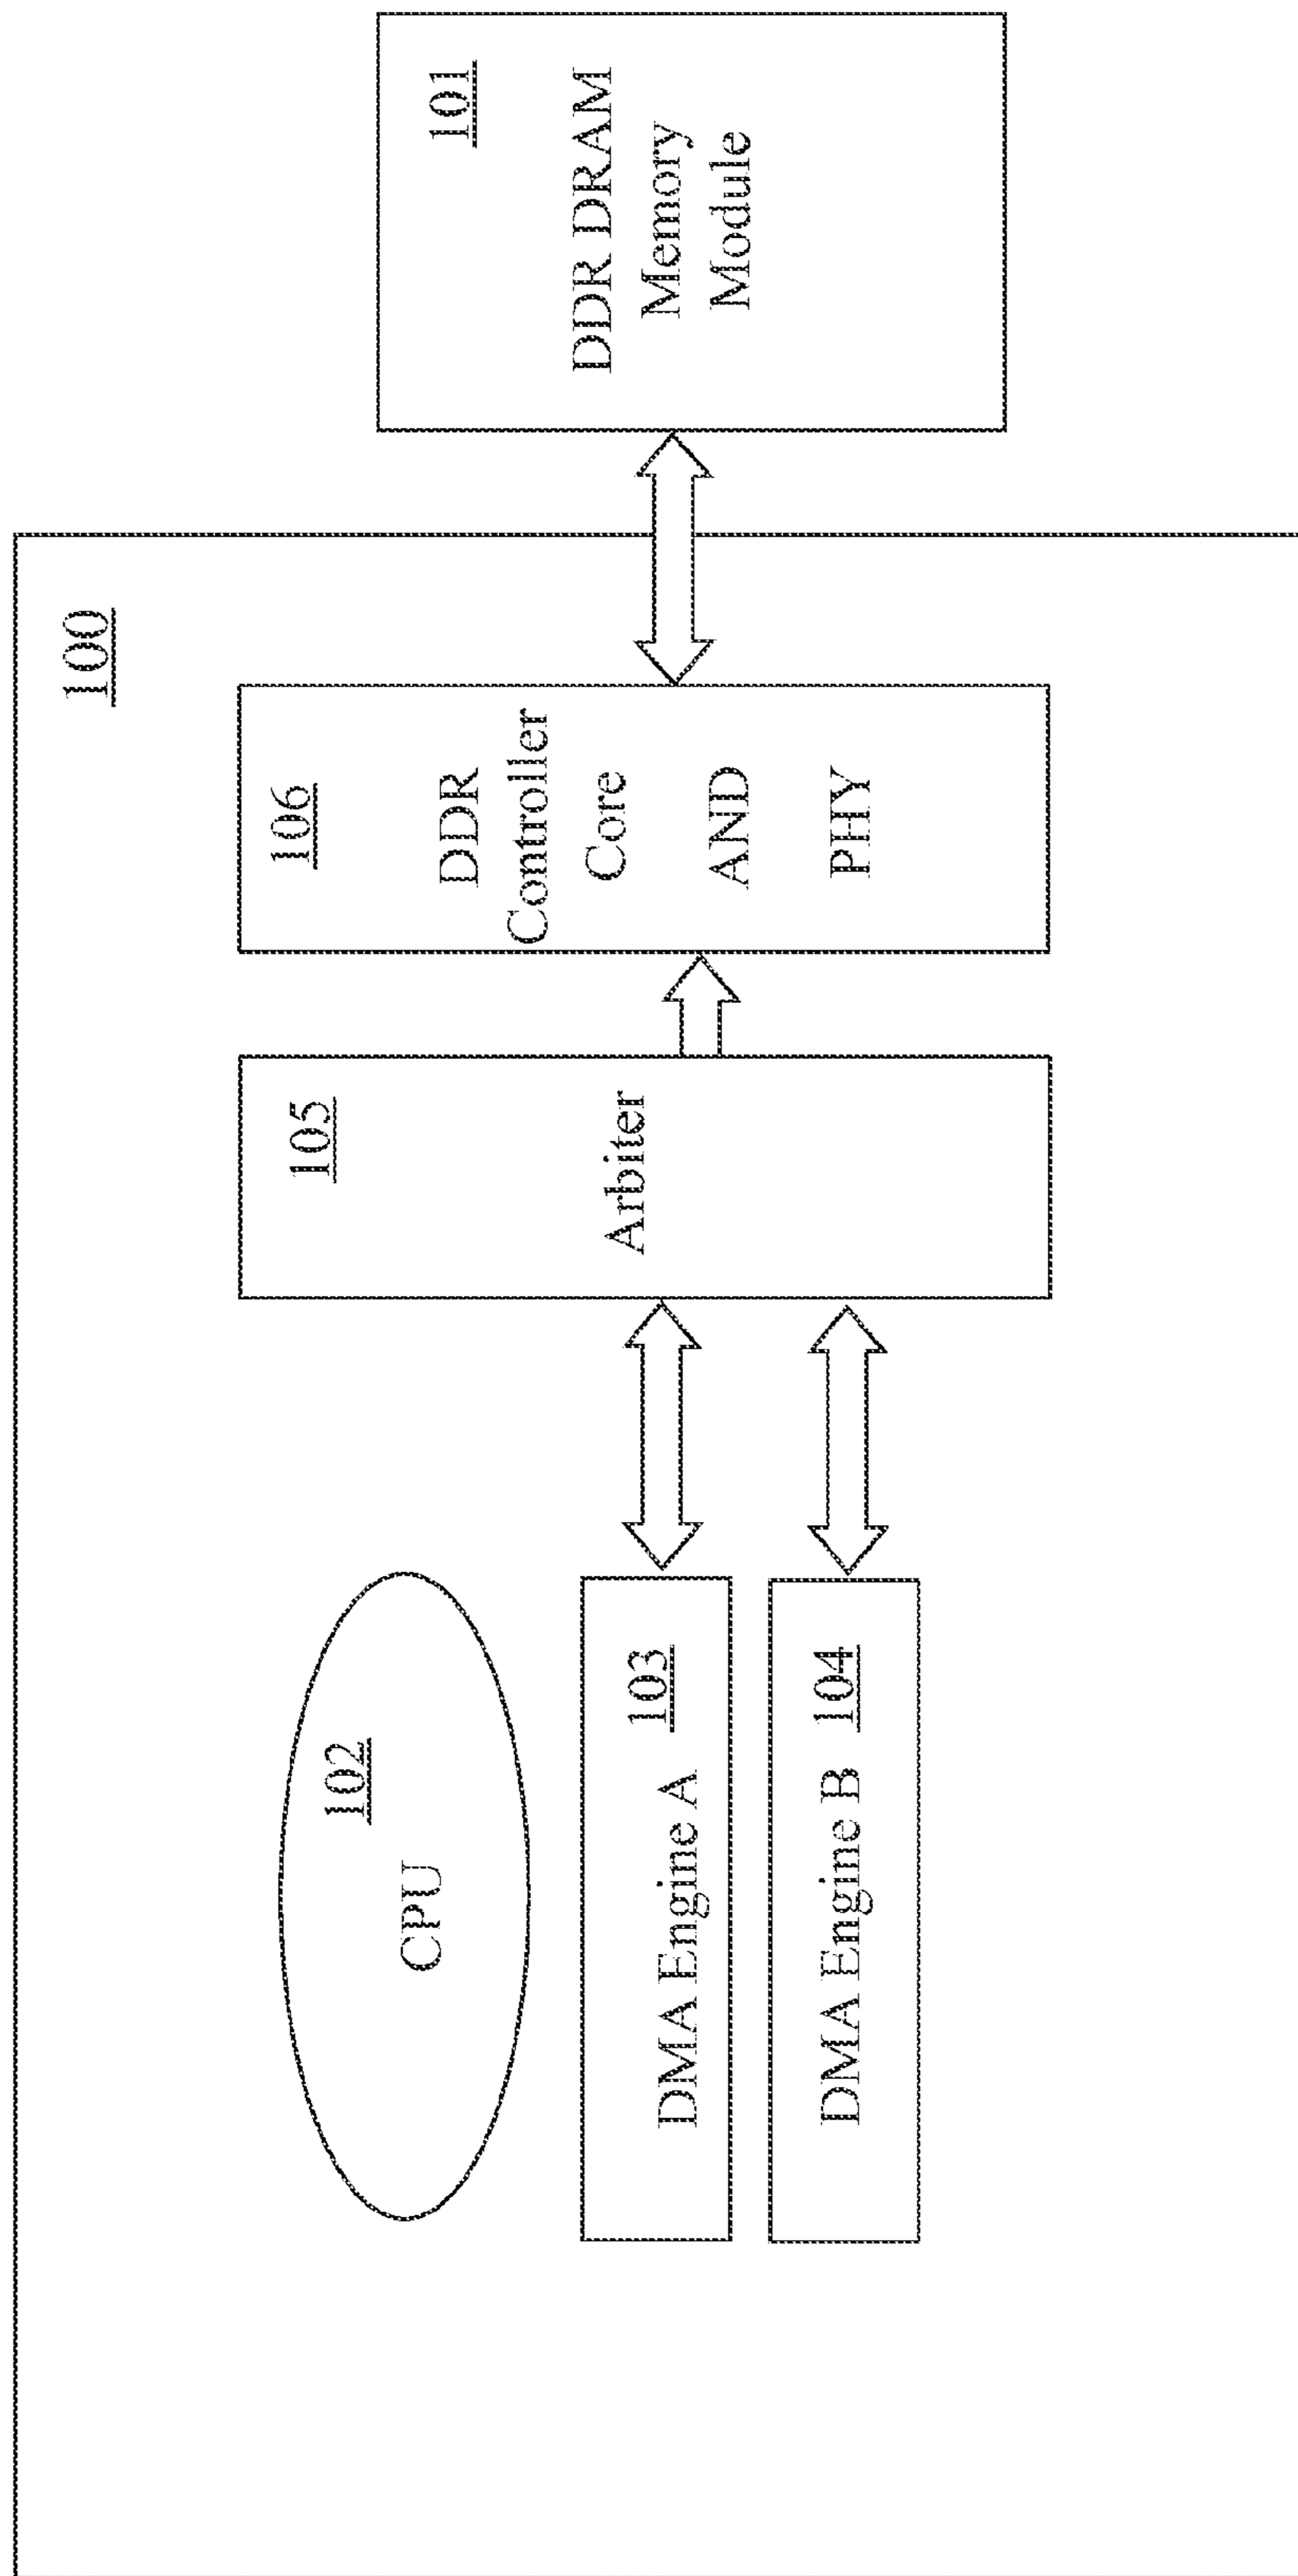 100
102
CPU
103
DMA Engine A
104
DMA Engine B
105
Arbiter
106
DDR
Controller
Core
AND
PHY
101
DDR DRAM
Memory
Module